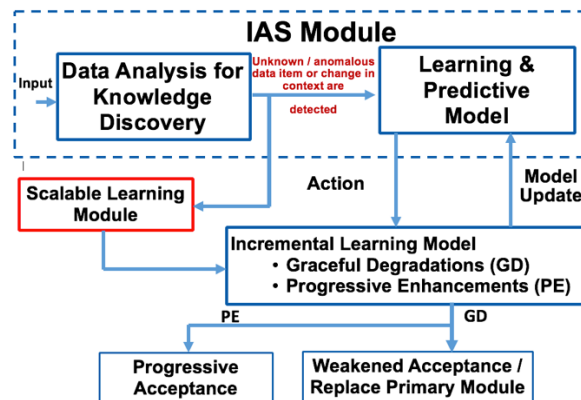 IAS Module
Input
Data Analysis for
Knowledge
Discovery
Unknown / anomalous
data item or change in
context are
detected
Learning &
Predictive
Model
Scalable Learning
Module
Action
Model
Update
Incremental Learning Model
• Graceful Degradations (GD)
• Progressive Enhancements (PE)
PE
GD
Progressive
Acceptance
Weakened Acceptance /
Replace Primary Module